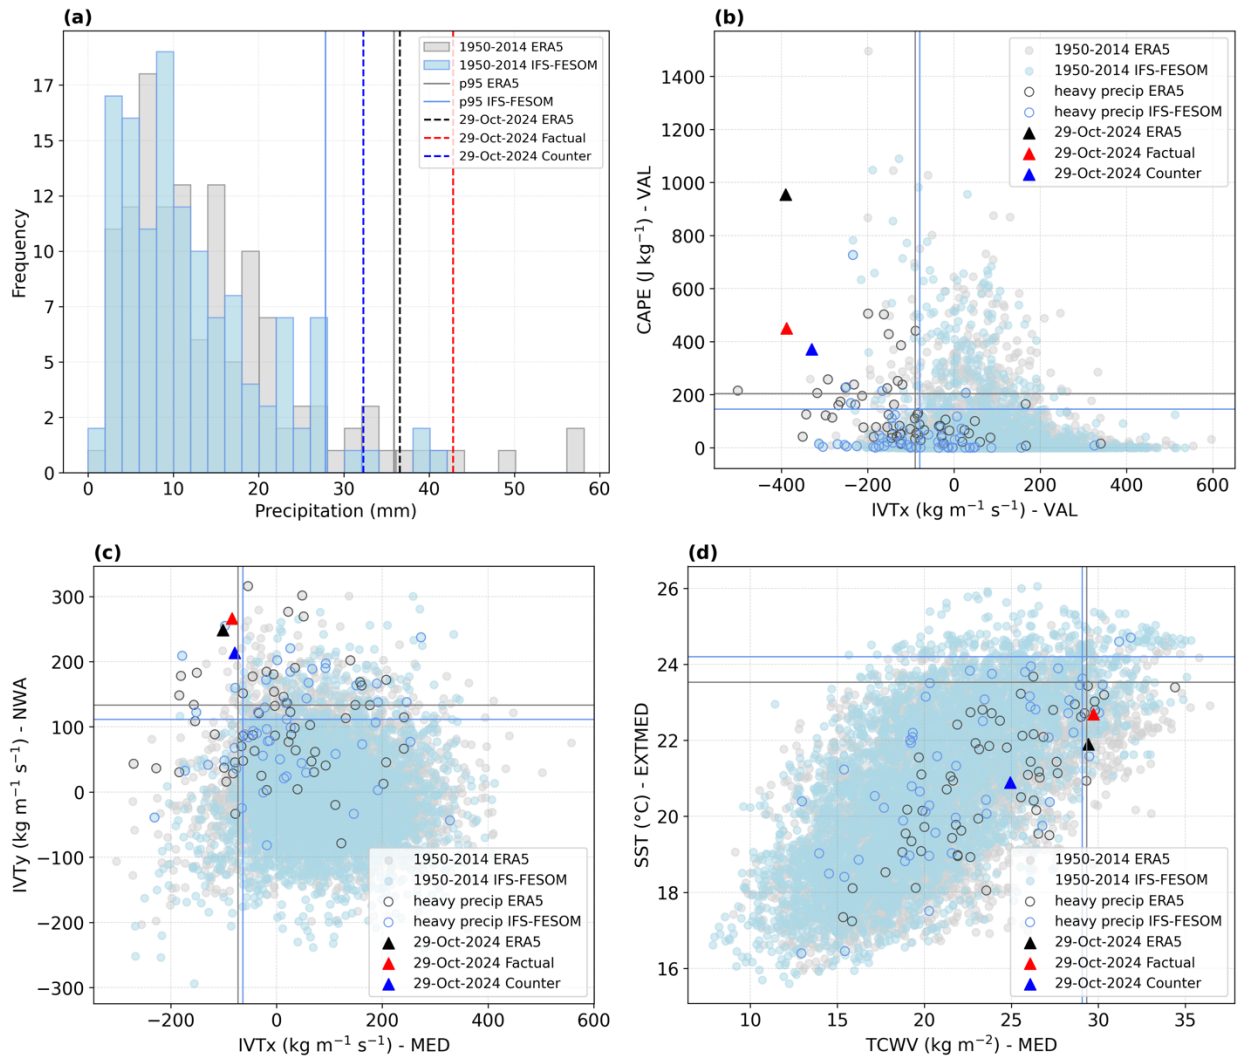 (a)
17
15
12
10
7
5
2
0
Frequency
0 10 20 30 40 50 60
Precipitation (mm)
1950-2014 ERA5
1950-2014 IFS-FESOM
p95 ERA5
p95 IFS-FESOM
29-Oct-2024 ERA5
29-Oct-2024 Factual
29-Oct-2024 Counter
(b)
1400
1200
1000
800
600
400
200
0
CAPE (J kg⁻¹) - VAL
−400 −200 0 200 400 600
IVTx (kg m⁻¹ s⁻¹) - VAL
1950-2014 ERA5
1950-2014 IFS-FESOM
heavy precip ERA5
heavy precip IFS-FESOM
29-Oct-2024 ERA5
29-Oct-2024 Factual
29-Oct-2024 Counter
(c)
300
200
100
0
−100
−200
−300
IVTy (kg m⁻¹ s⁻¹) - NWA
−200 0 200 400 600
IVTx (kg m⁻¹ s⁻¹) - MED
1950-2014 ERA5
1950-2014 IFS-FESOM
heavy precip ERA5
heavy precip IFS-FESOM
29-Oct-2024 ERA5
29-Oct-2024 Factual
29-Oct-2024 Counter
(d)
26
24
22
20
18
16
SST (°C) - EXTMED
10 15 20 25 30 35
TCWV (kg m⁻²) - MED
1950-2014 ERA5
1950-2014 IFS-FESOM
heavy precip ERA5
heavy precip IFS-FESOM
29-Oct-2024 ERA5
29-Oct-2024 Factual
29-Oct-2024 Counter